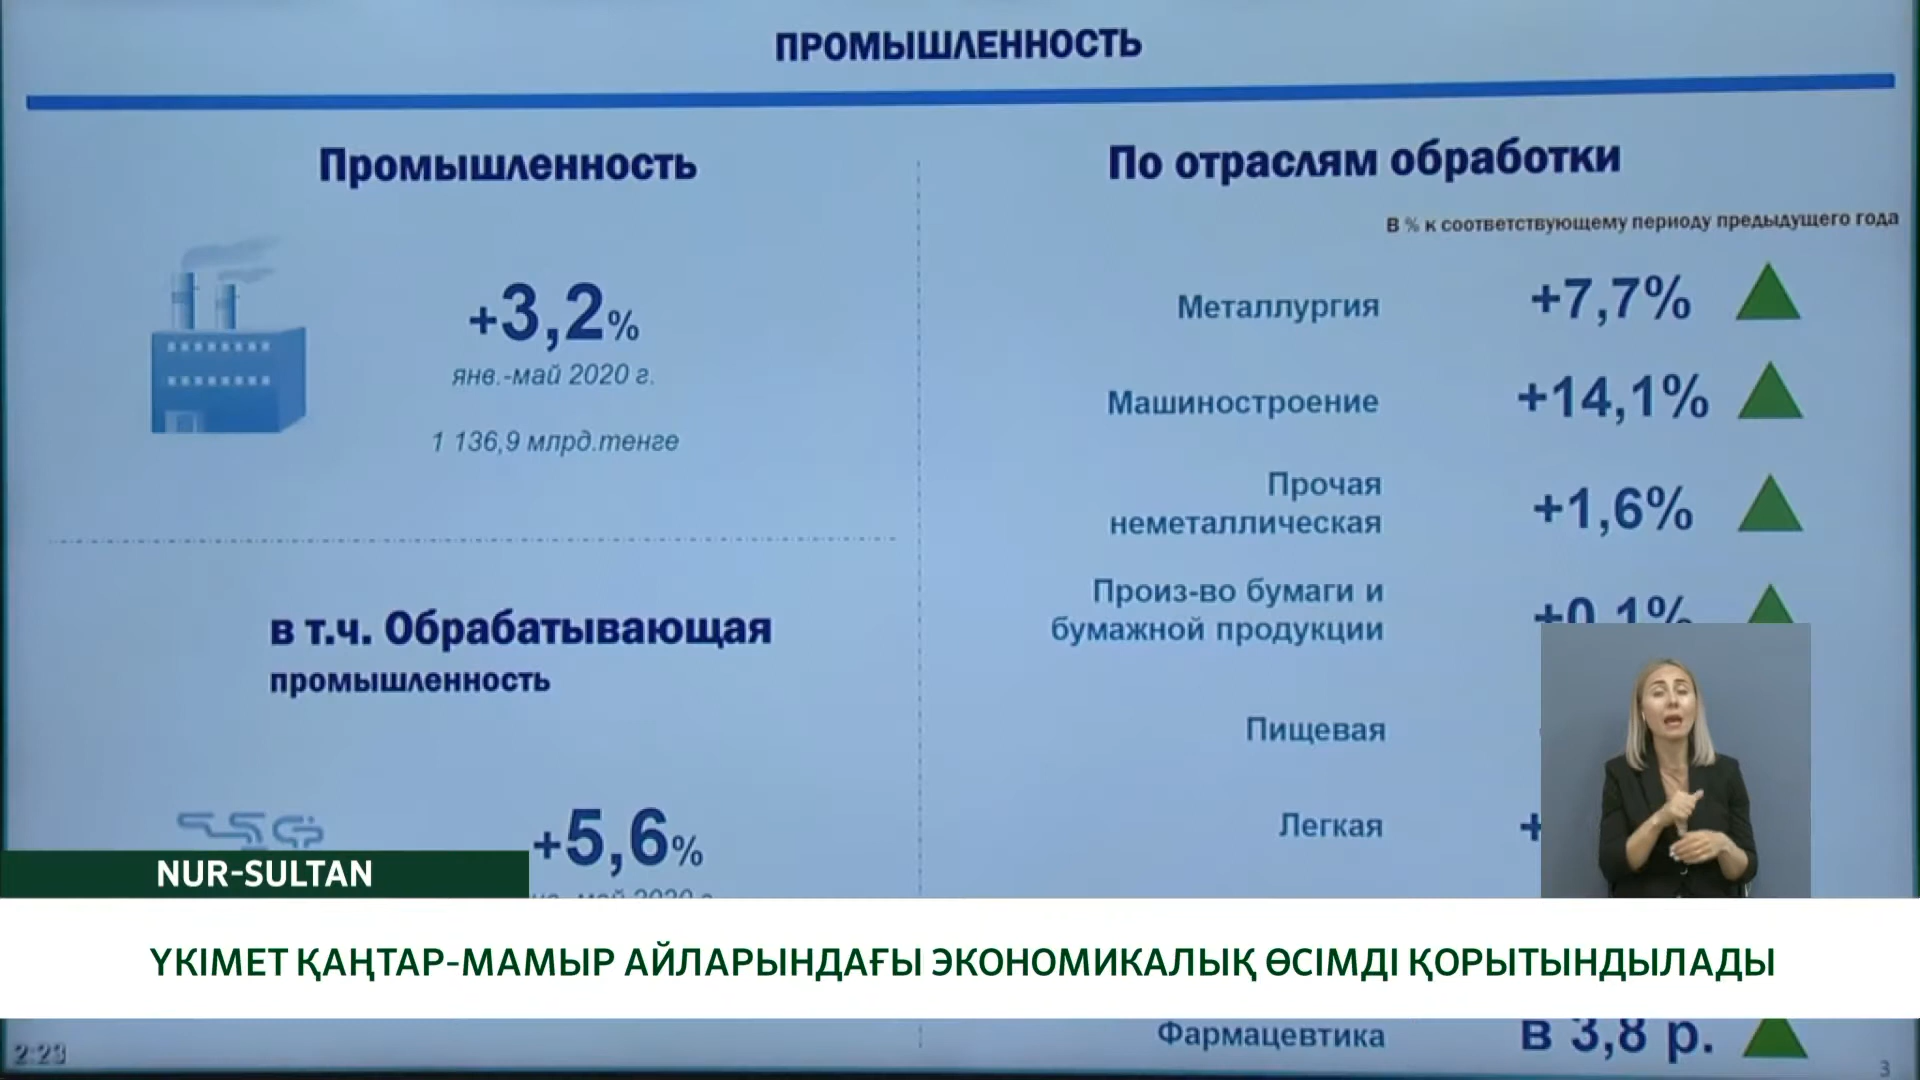 ПРОМЫШЛЕННОСТЬ
Промышленность
+3,2%
янв.-май 2020 г.
1 136,9 млрд.тенге
в т.ч. Обрабатывающая
промышленность
+5,6%
По отраслям обработки
В % к соответствующему периоду предыдущего года
Металлургия +7,7%
Машиностроение +14,1%
Прочая
неметаллическая +1,6%
Произ-во бумаги и
бумажной продукции +0,1%
Пищевая
Легкая +
Фармацевтика в 3,8 р.
NUR-SULTAN
ҮКІМЕТ ҚАҢТАР-МАМЫР АЙЛАРЫНДАҒЫ ЭКОНОМИКАЛЫҚ ӨСІМДІ ҚОРЫТЫНДЫЛАДЫ
2:23
3